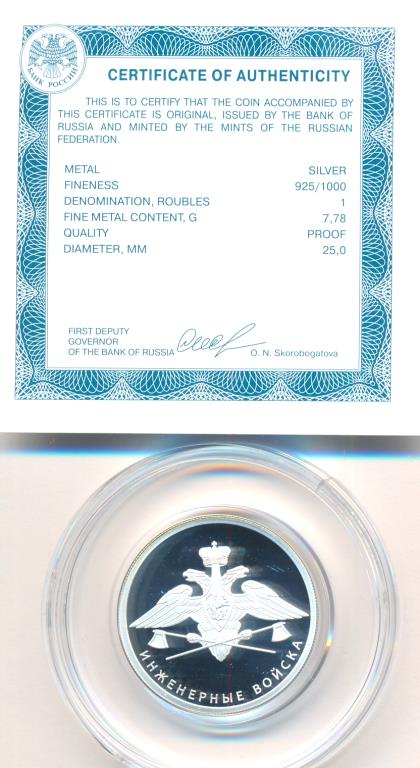 БАНК РОССИИ
CERTIFICATE OF AUTHENTICITY
THIS IS TO CERTIFY THAT THE COIN ACCOMPANIED BY
THIS CERTIFICATE IS ORIGINAL, ISSUED BY THE BANK OF
RUSSIA AND MINTED BY THE MINTS OF THE RUSSIAN
FEDERATION.
METAL SILVER
FINENESS 925/1000
DENOMINATION, ROUBLES 1
FINE METAL CONTENT, G 7,78
QUALITY PROOF
DIAMETER, MM 25,0
FIRST DEPUTY
GOVERNOR
OF THE BANK OF RUSSIA O. N. Skorobogatova
ИНЖЕНЕРНЫЕ ВОЙСКА